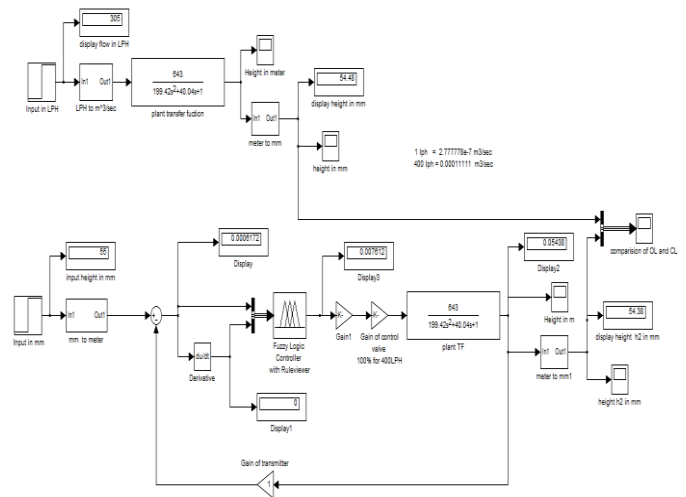 305
display flow in LPH
Input in LPH
In1 Out1
LPH to m^3/sec
643
199.42s²+40.04s+1
plant transfer fuction
Height in meter
In1 Out1
meter to mm
54.48
display height in mm
height in mm
1 lph = 2.777778e-7 m3/sec
400 lph = 0.00011111 m3/sec
comparision of OL and CL
55
input height in mm
Input in mm
In1 Out1
mm to meter
0.0006172
Display
du/dt
Derivative
0
Display1
Fuzzy Logic
Controller
with Ruleviewer
0.007612
Display3
-K-
Gain1
-K-
Gain of control
valve
100% for 400LPH
643
199.42s²+40.04s+1
plant TF
0.05438
Display2
Height in m
In1 Out1
meter to mm1
54.38
display height h2 in mm
height h2 in mm
Gain of transmitter
1